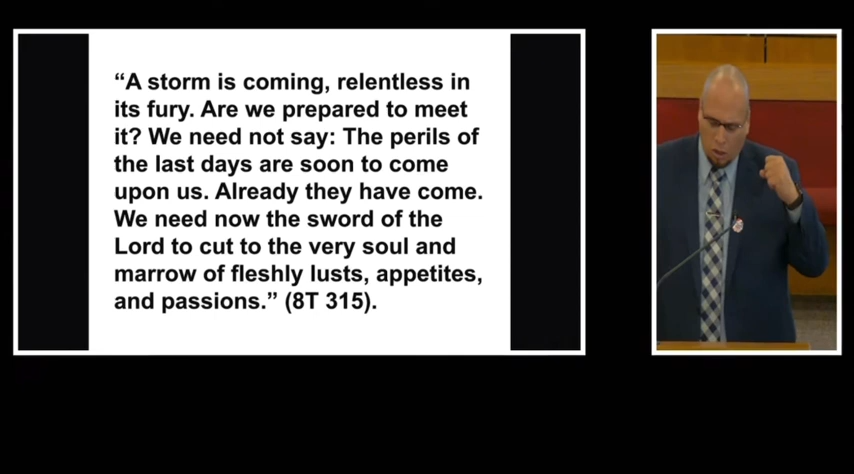 “A storm is coming, relentless in
its fury. Are we prepared to meet
it? We need not say: The perils of
the last days are soon to come
upon us. Already they have come.
We need now the sword of the
Lord to cut to the very soul and
marrow of fleshly lusts, appetites,
and passions.” (8T 315).